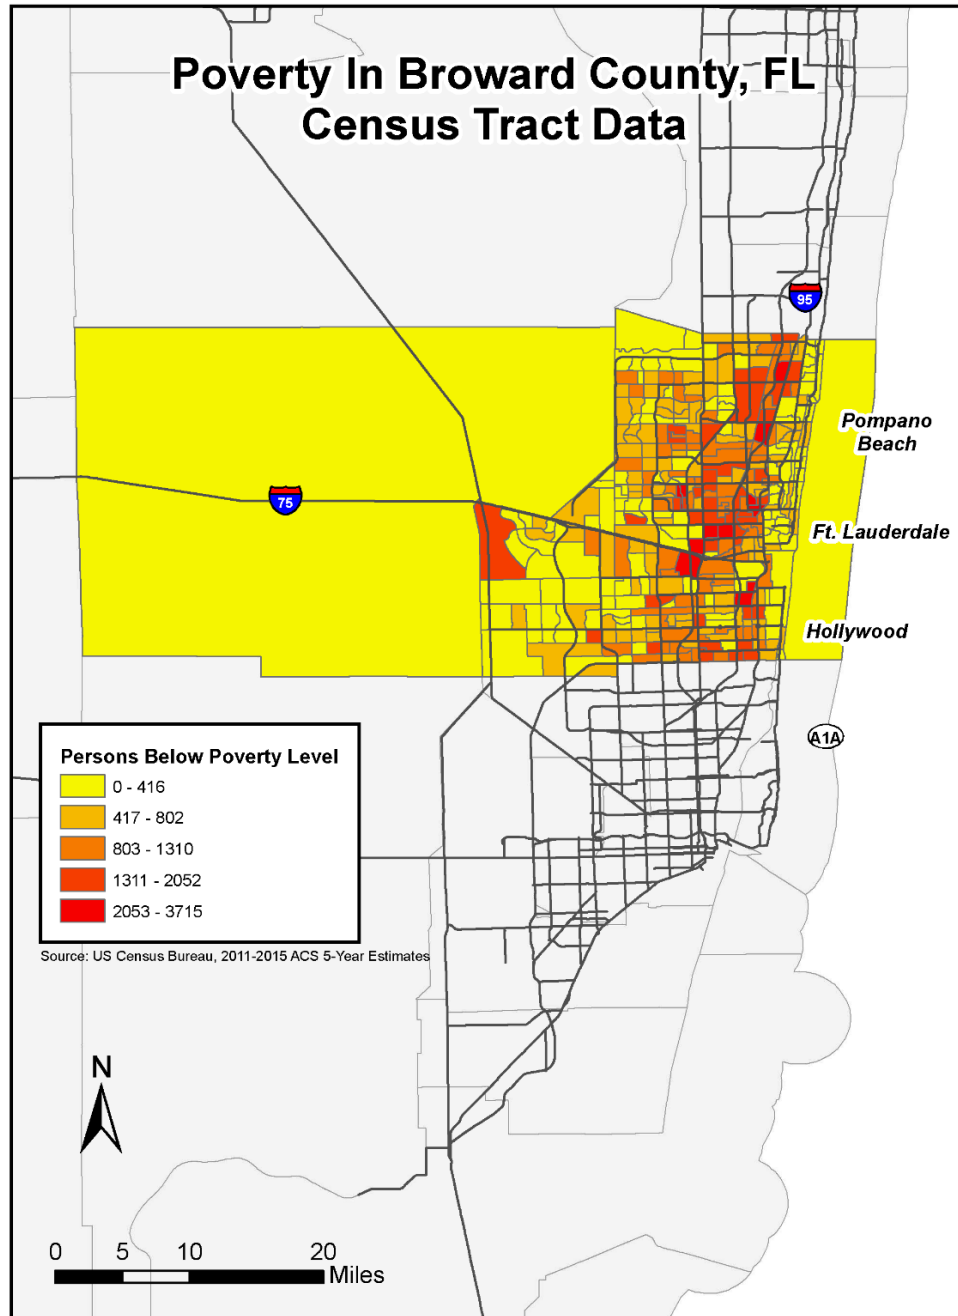 Poverty In Broward County, FL
Census Tract Data
95
Pompano
Beach
75
Ft. Lauderdale
Hollywood
A1A
Persons Below Poverty Level
0 - 416
417 - 802
803 - 1310
1311 - 2052
2053 - 3715
Source: US Census Bureau, 2011-2015 ACS 5-Year Estimates
N
0 5 10 20
Miles